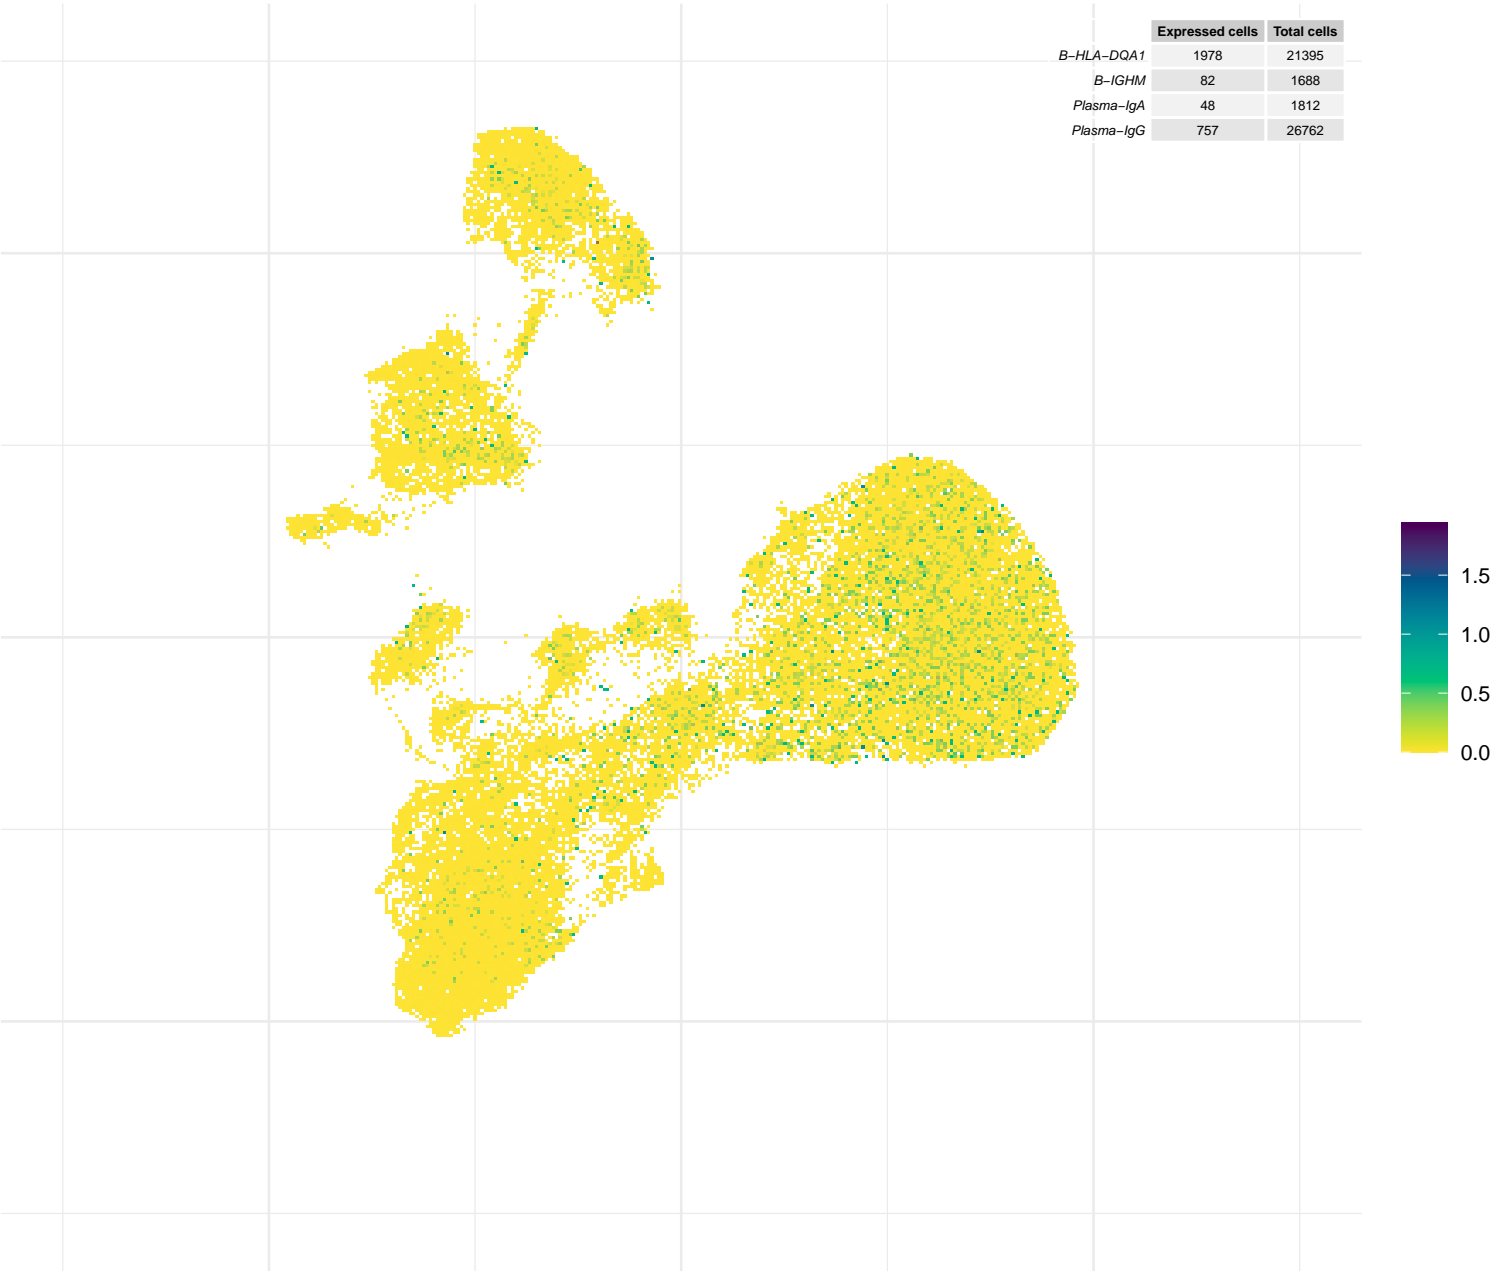 Expressed cells Total cells
B−HLA−DQA1 1978 21395
B−IGHM 82 1688
Plasma−IgA 48 1812
Plasma−IgG 757 26762
1.5
1.0
0.5
0.0